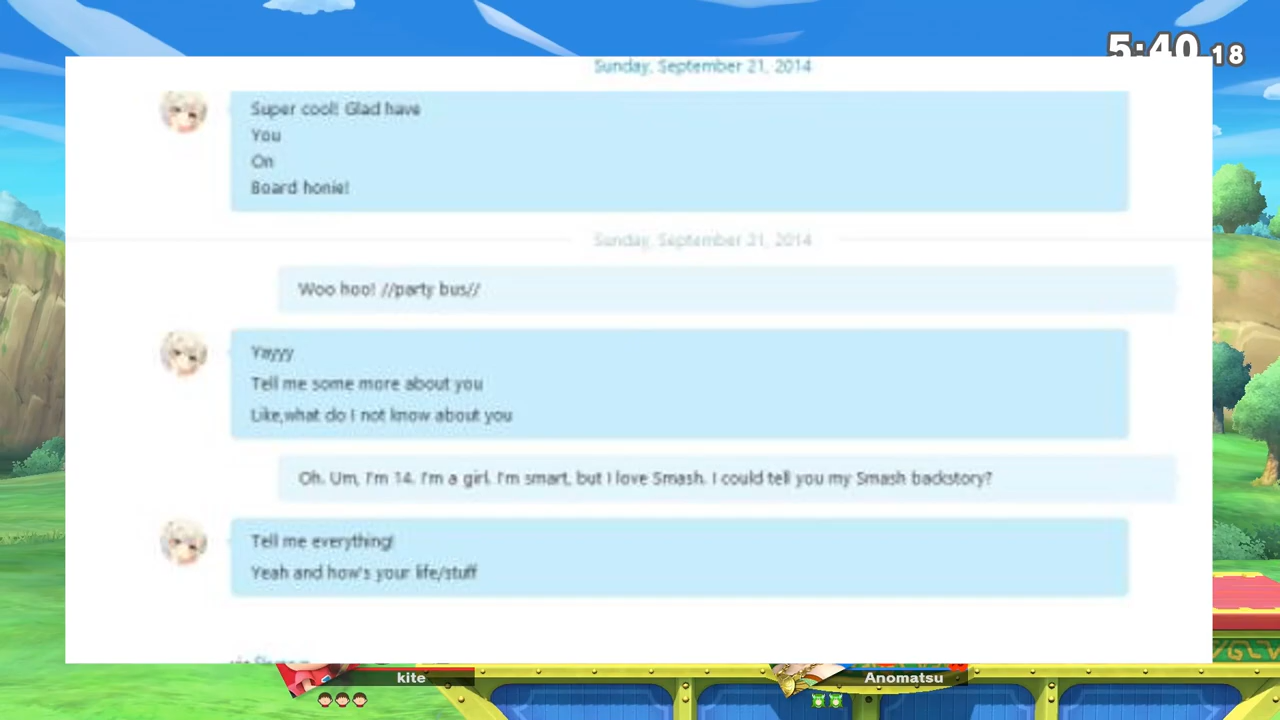 5:40.18
Sunday, September 21, 2014
Super cool! Glad have
You
On
Board honie!
Sunday, September 21, 2014
Woo hoo! //party bus//
Yayyy
Tell me some more about you
Like,what do I not know about you
Oh. Um, I'm 14. I'm a girl. I'm smart, but I love Smash. I could tell you my Smash backstory?
Tell me everything!
Yeah and how's your life/stuff
kite
Anomatsu